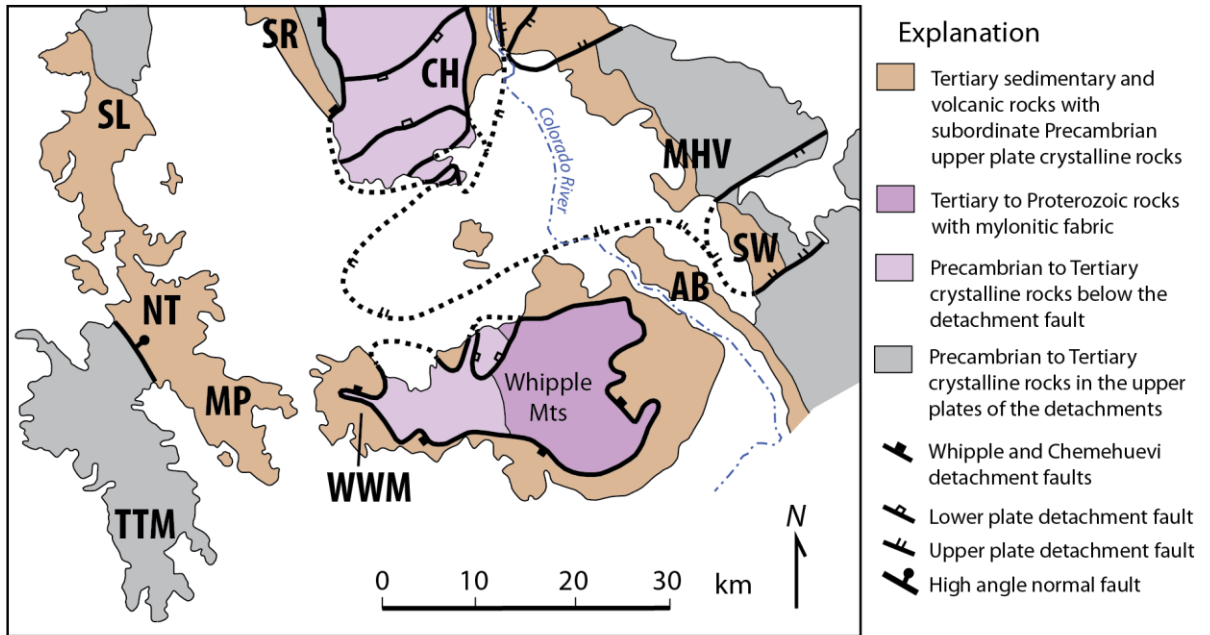 SR
CH
SL
Colorado River
MHV
SW
AB
NT
MP
Whipple
Mts
WWM
TTM
N
0 10 20 30
km
Explanation
Tertiary sedimentary and
volcanic rocks with
subordinate Precambrian
upper plate crystalline rocks
Tertiary to Proterozoic rocks
with mylonitic fabric
Precambrian to Tertiary
crystalline rocks below the
detachment fault
Precambrian to Tertiary
crystalline rocks in the upper
plates of the detachments
Whipple and Chemehuevi
detachment faults
Lower plate detachment fault
Upper plate detachment fault
High angle normal fault